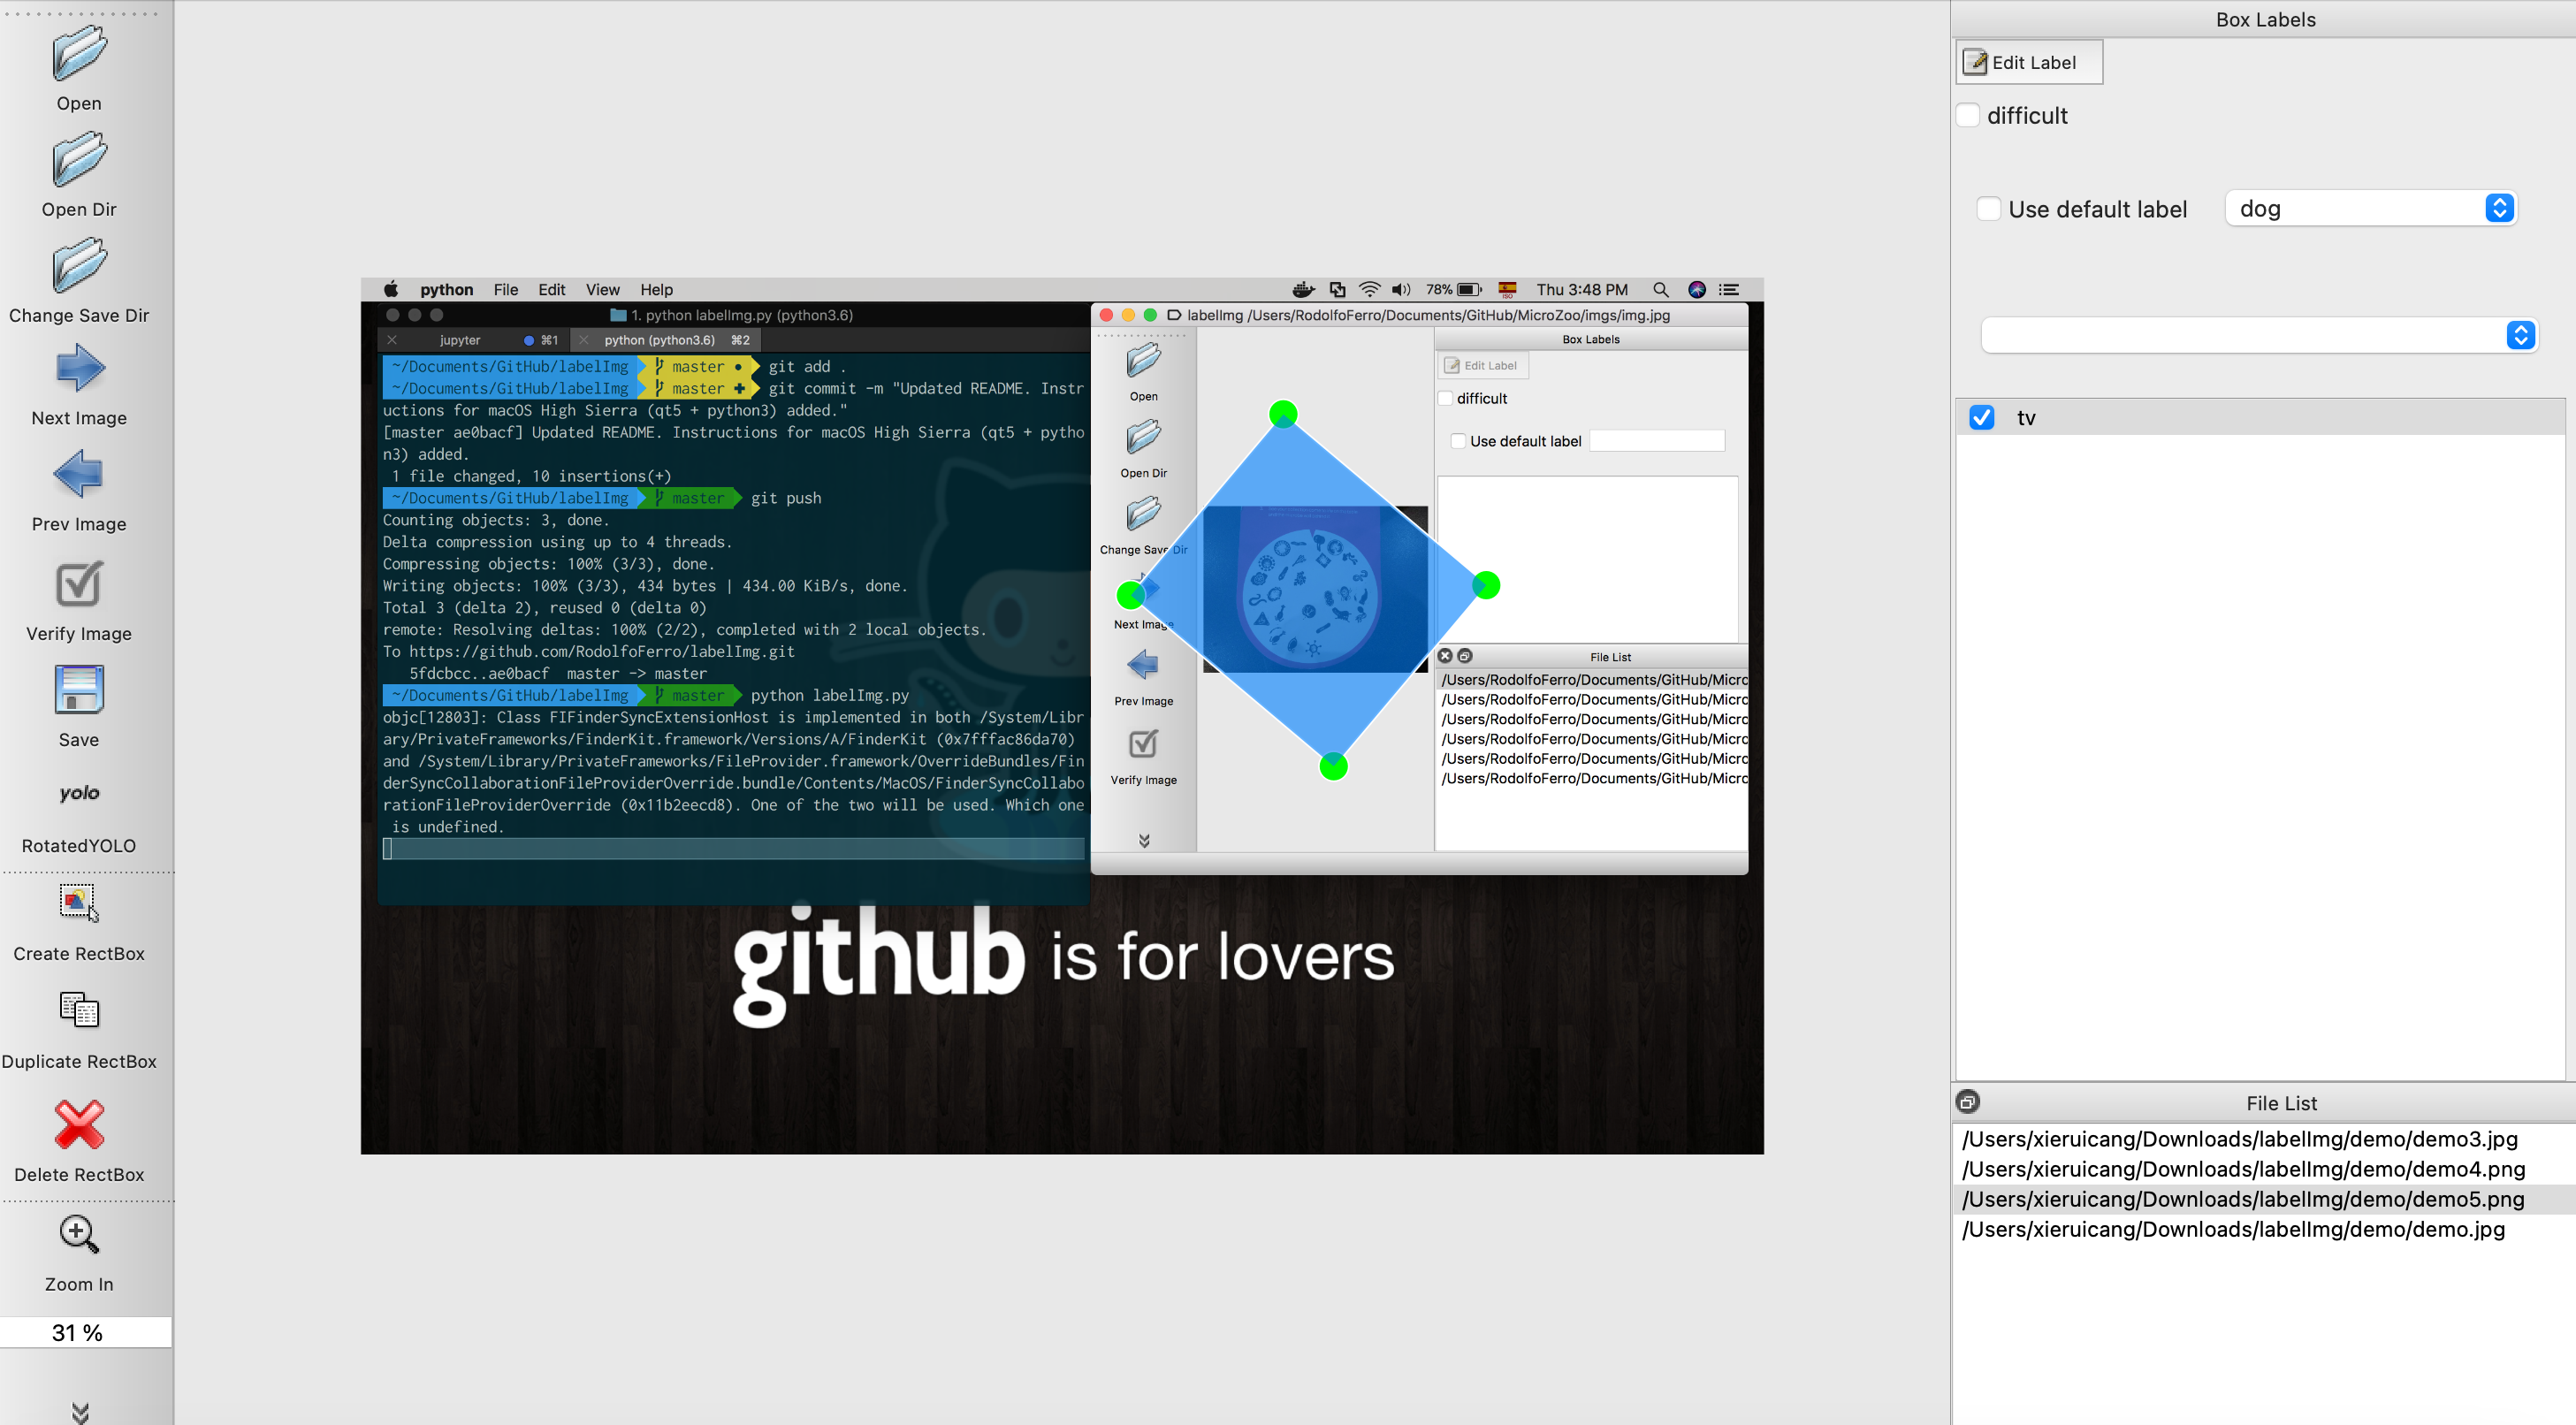 Open
Open Dir
Change Save Dir
Next Image
Prev Image
Verify Image
Save
yolo
RotatedYOLO
Create RectBox
Duplicate RectBox
Delete RectBox
Zoom In
31 %
python File Edit View Help
78% ISO Thu 3:48 PM
1. python labelImg.py (python3.6)
jupyter ⌘1 python (python3.6) ⌘2
~/Documents/GitHub/labelImg master ● git add .
~/Documents/GitHub/labelImg master ✚ git commit -m "Updated README. Instr
uctions for macOS High Sierra (qt5 + python3) added."
[master ae0bacf] Updated README. Instructions for macOS High Sierra (qt5 + pytho
n3) added.
1 file changed, 10 insertions(+)
~/Documents/GitHub/labelImg master git push
Counting objects: 3, done.
Delta compression using up to 4 threads.
Compressing objects: 100% (3/3), done.
Writing objects: 100% (3/3), 434 bytes | 434.00 KiB/s, done.
Total 3 (delta 2), reused 0 (delta 0)
remote: Resolving deltas: 100% (2/2), completed with 2 local objects.
To https://github.com/RodolfoFerro/labelImg.git
5fdcbcc..ae0bacf master -> master
~/Documents/GitHub/labelImg master python labelImg.py
objc[12803]: Class FIFinderSyncExtensionHost is implemented in both /System/Libr
ary/PrivateFrameworks/FinderKit.framework/Versions/A/FinderKit (0x7fffac86da70)
and /System/Library/PrivateFrameworks/FileProvider.framework/OverrideBundles/Fin
derSyncCollaborationFileProviderOverride.bundle/Contents/MacOS/FinderSyncCollabo
rationFileProviderOverride (0x11b2eecd8). One of the two will be used. Which one
is undefined.
labelImg /Users/RodolfoFerro/Documents/GitHub/MicroZoo/imgs/img.jpg
Open
Open Dir
Change Save Dir
Next Image
Prev Image
Verify Image
Box Labels
Edit Label
difficult
Use default label
File List
/Users/RodolfoFerro/Documents/GitHub/Micro
/Users/RodolfoFerro/Documents/GitHub/Micro
/Users/RodolfoFerro/Documents/GitHub/Micro
/Users/RodolfoFerro/Documents/GitHub/Micro
/Users/RodolfoFerro/Documents/GitHub/Micro
/Users/RodolfoFerro/Documents/GitHub/Micro
github is for lovers
Box Labels
Edit Label
difficult
Use default label dog
tv
File List
/Users/xieruicang/Downloads/labelImg/demo/demo3.jpg
/Users/xieruicang/Downloads/labelImg/demo/demo4.png
/Users/xieruicang/Downloads/labelImg/demo/demo5.png
/Users/xieruicang/Downloads/labelImg/demo/demo.jpg